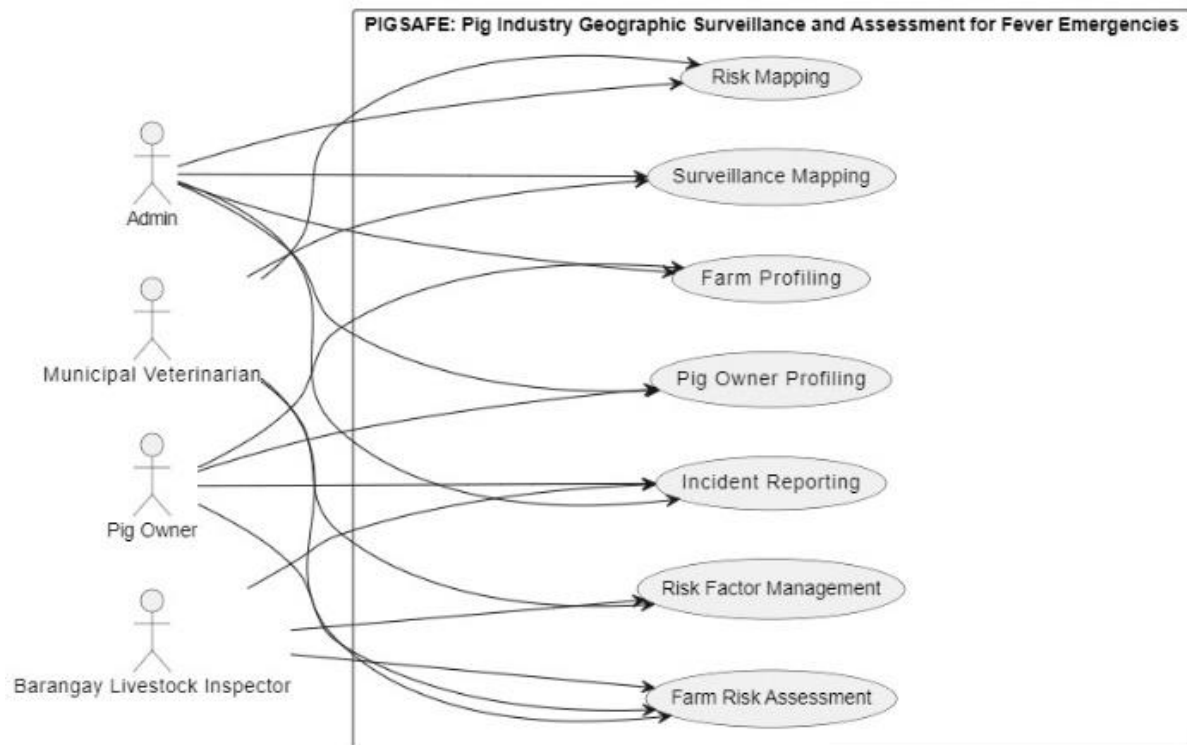 PIGSAFE: Pig Industry Geographic Surveillance and Assessment for Fever Emergencies
Risk Mapping
Surveillance Mapping
Admin
Farm Profiling
Municipal Veterinarian
Pig Owner Profiling
Incident Reporting
Pig Owner
Risk Factor Management
Barangay Livestock Inspector
Farm Risk Assessment